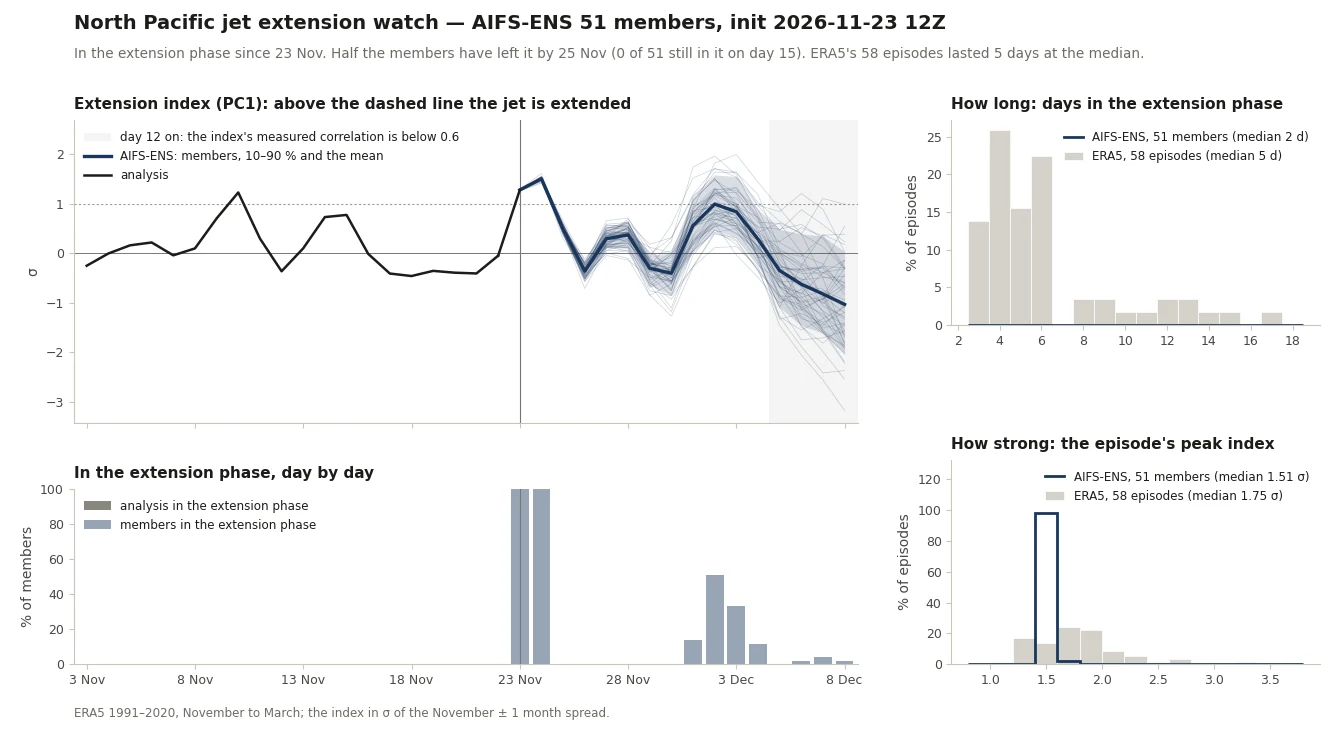 North Pacific jet extension watch — AIFS-ENS 51 members, init 2026-11-23 12Z
In the extension phase since 23 Nov. Half the members have left it by 25 Nov (0 of 51 still in it on day 15). ERA5's 58 episodes lasted 5 days at the median.
Extension index (PC1): above the dashed line the jet is extended
day 12 on: the index's measured correlation is below 0.6
AIFS-ENS: members, 10–90 % and the mean
analysis
σ
2
1
0
−1
−2
−3
How long: days in the extension phase
AIFS-ENS, 51 members (median 2 d)
ERA5, 58 episodes (median 5 d)
% of episodes
25
20
15
10
5
0
2 4 6 8 10 12 14 16 18
In the extension phase, day by day
analysis in the extension phase
members in the extension phase
% of members
100
80
60
40
20
0
3 Nov 8 Nov 13 Nov 18 Nov 23 Nov 28 Nov 3 Dec 8 Dec
How strong: the episode's peak index
AIFS-ENS, 51 members (median 1.51 σ)
ERA5, 58 episodes (median 1.75 σ)
% of episodes
120
100
80
60
40
20
0
1.0 1.5 2.0 2.5 3.0 3.5
ERA5 1991–2020, November to March; the index in σ of the November ± 1 month spread.